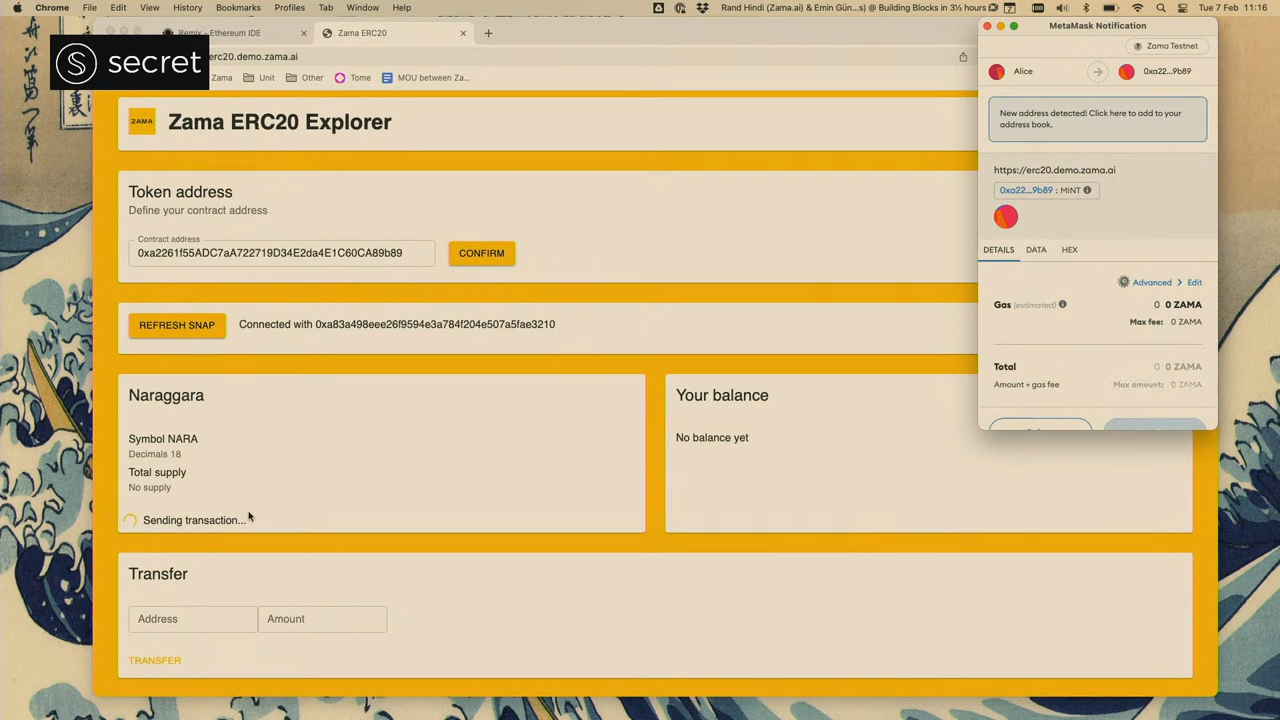 Chrome File Edit View History Bookmarks Profiles Tab Window Help
Rand Hindi (Zama.ai) & Emin Gün...s) @ Building Blocks in 3½ hours
7
Tue 7 Feb 11:16
secret
Remix - Ethereum IDE
Zama ERC20
erc20.demo.zama.ai
Zama
Unit
Other
Tome
MOU between Za...
ZAMA
Zama ERC20 Explorer
Token address
Define your contract address
Contract address
0xa2261f55ADC7aA722719D34E2da4E1C60CA89b89
CONFIRM
REFRESH SNAP
Connected with 0xa83a498eee26f9594e3a784f204e507a5fae3210
Naraggara
Symbol NARA
Decimals 18
Total supply
No supply
Sending transaction...
Your balance
No balance yet
Transfer
Address
Amount
TRANSFER
MetaMask Notification
Zama Testnet
Alice
0xa22...9b89
New address detected! Click here to add to your
address book.
https://erc20.demo.zama.ai
0xa22...9b89 : MINT
DETAILS
DATA
HEX
Advanced
Edit
Gas (estimated)
0 0 ZAMA
Max fee: 0 ZAMA
Total
0 0 ZAMA
Amount + gas fee
Max amount: 0 ZAMA